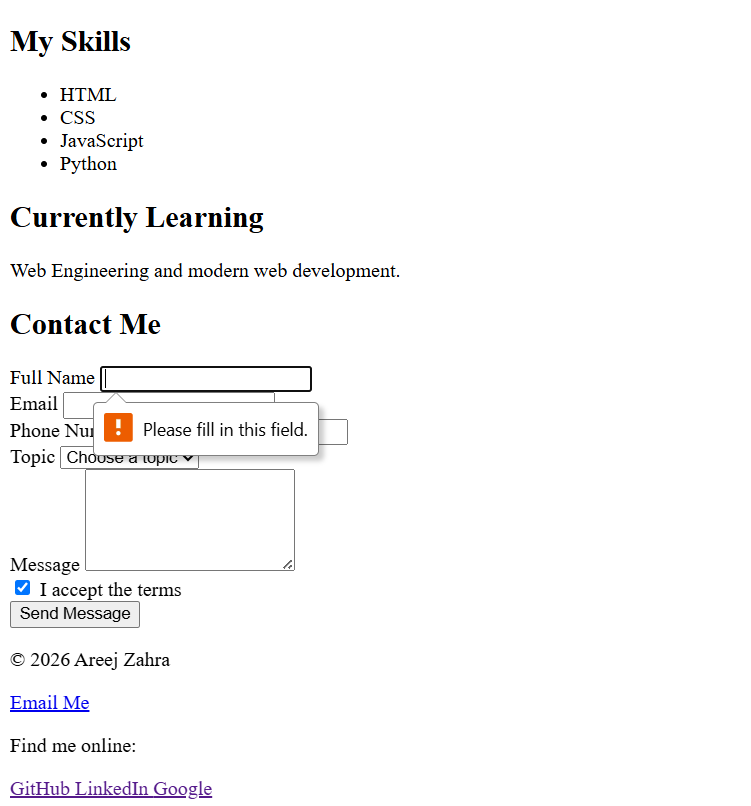 My Skills
HTML
CSS
JavaScript
Python
Currently Learning
Web Engineering and modern web development.
Contact Me
Full Name
Email
Please fill in this field.
Phone
Topic Choose a topic
Message
I accept the terms
Send Message
© 2026 Areej Zahra
Email Me
Find me online:
GitHub LinkedIn Google